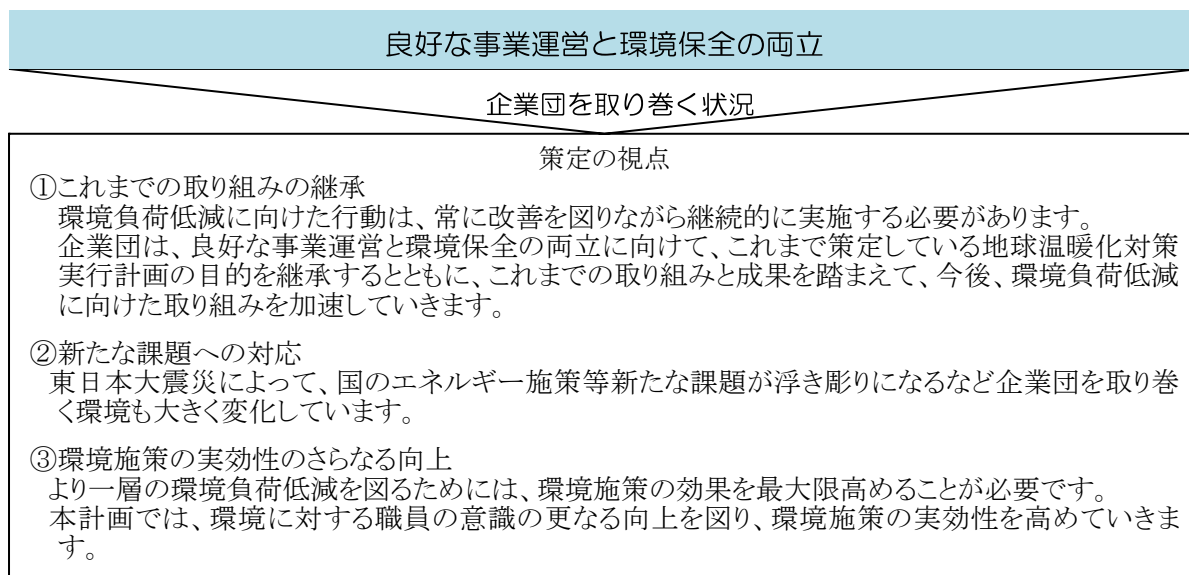 良好な事業運営と環境保全の両立
企業団を取り巻く状況
策定の視点
①これまでの取り組みの継承
環境負荷低減に向けた行動は、常に改善を図りながら継続的に実施する必要があります。
企業団は、良好な事業運営と環境保全の両立に向けて、これまで策定している地球温暖化対策
実行計画の目的を継承するとともに、これまでの取り組みと成果を踏まえて、今後、環境負荷低減
に向けた取り組みを加速していきます。
②新たな課題への対応
東日本大震災によって、国のエネルギー施策等新たな課題が浮き彫りになるなど企業団を取り巻
く環境も大きく変化しています。
③環境施策の実効性のさらなる向上
より一層の環境負荷低減を図るためには、環境施策の効果を最大限高めることが必要です。
本計画では、環境に対する職員の意識の更なる向上を図り、環境施策の実効性を高めていきま
す。